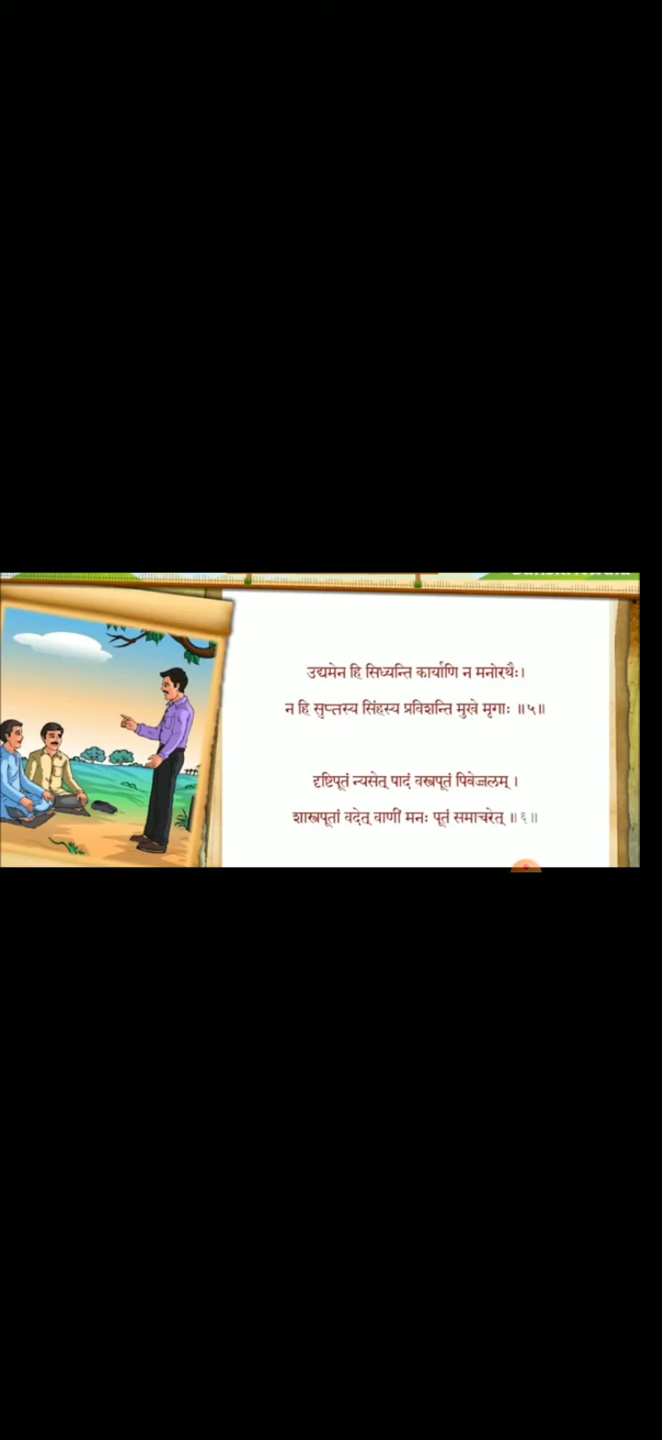 उद्यमेन हि सिध्यन्ति कार्याणि न मनोरथैः।
न हि सुप्तस्य सिंहस्य प्रविशन्ति मुखे मृगाः ॥५॥
दृष्टिपूतं न्यसेत् पादं वस्त्रपूतं पिबेज्जलम् ।
शास्त्रपूतां वदेत् वाणीं मनः पूतं समाचरेत् ॥६॥